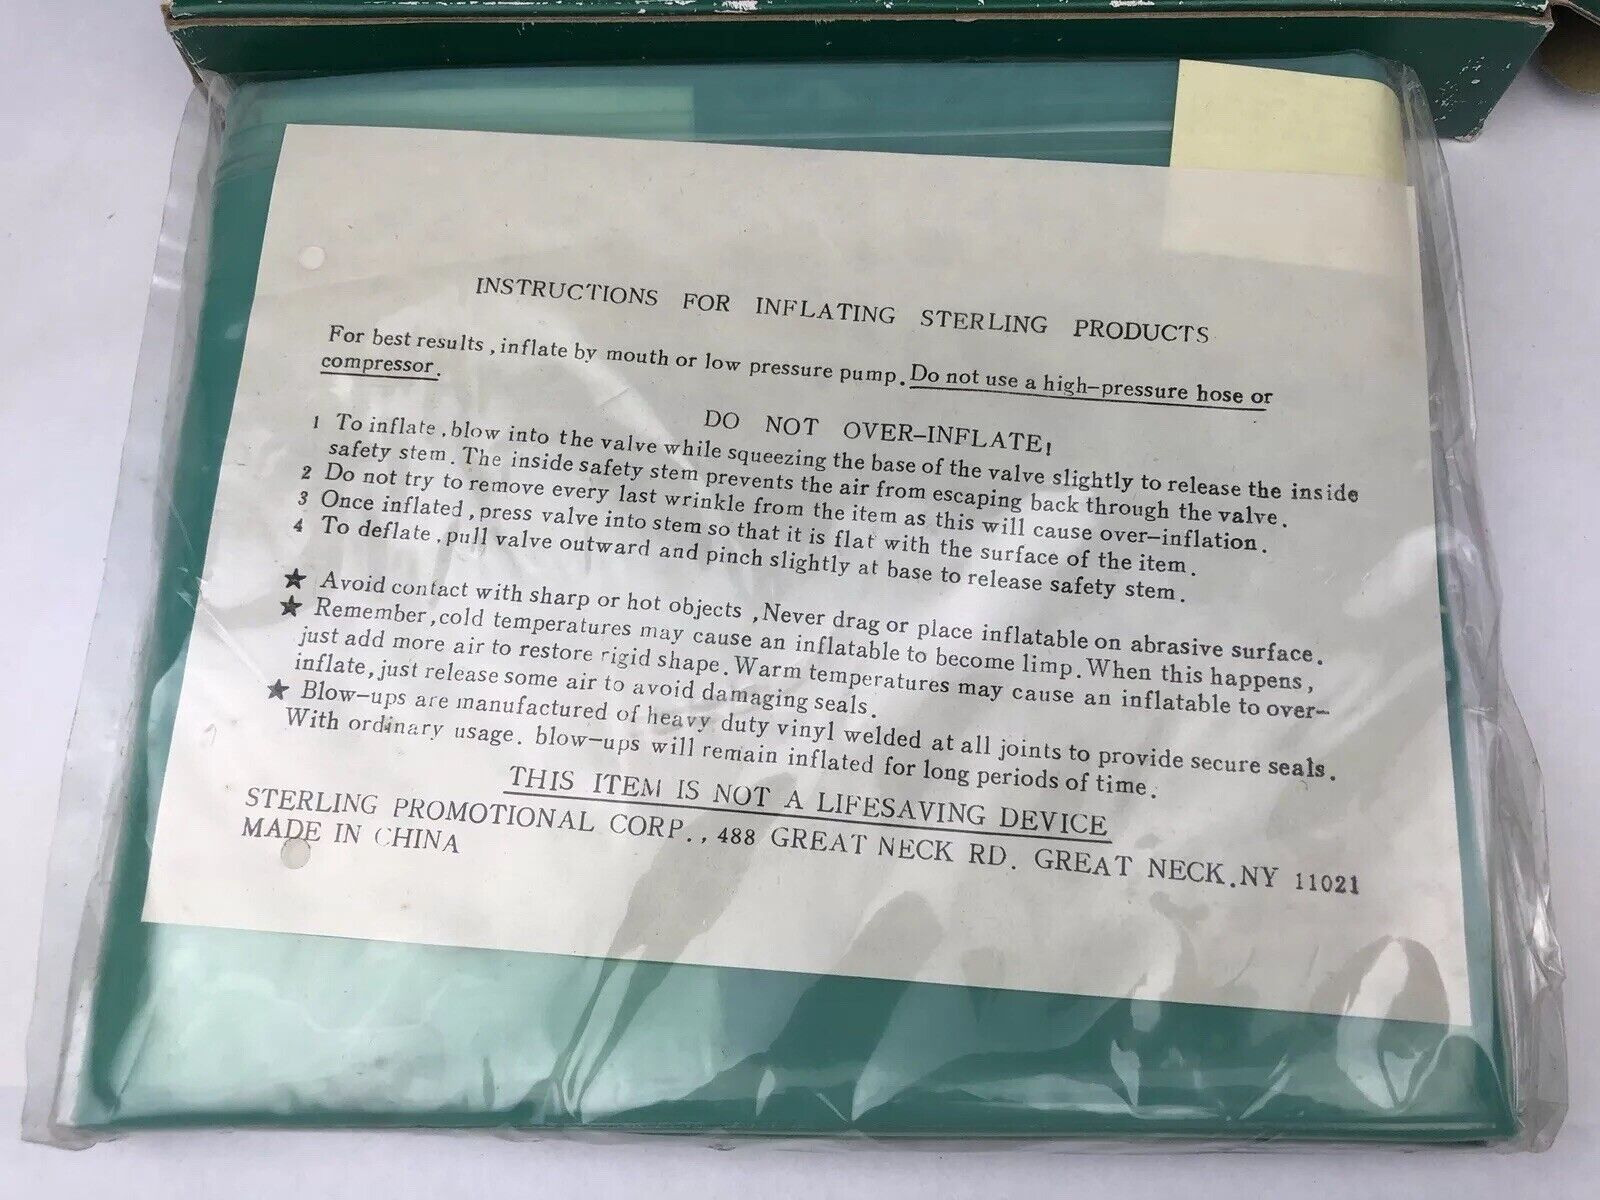 INSTRUCTIONS FOR INFLATING STERLING PRODUCTS
For best results, inflate by mouth or low pressure pump. Do not use a high-pressure hose or
compressor.
DO NOT OVER-INFLATE!
1 To inflate, blow into the valve while squeezing the base of the valve slightly to release the inside
safety stem. The inside safety stem prevents the air from escaping back through the valve.
2 Do not try to remove every last wrinkle from the item as this will cause over-inflation.
3 Once inflated, press valve into stem so that it is flat with the surface of the item.
4 To deflate, pull valve outward and pinch slightly at base to release safety stem.
★ Avoid contact with sharp or hot objects, Never drag or place inflatable on abrasive surface.
★ Remember, cold temperatures may cause an inflatable to become limp. When this happens,
just add more air to restore rigid shape. Warm temperatures may cause an inflatable to over-
inflate, just release some air to avoid damaging seals.
★ Blow-ups are manufactured of heavy duty vinyl welded at all joints to provide secure seals.
With ordinary usage. blow-ups will remain inflated for long periods of time.
THIS ITEM IS NOT A LIFESAVING DEVICE
STERLING PROMOTIONAL CORP., 488 GREAT NECK RD. GREAT NECK. NY 11021
MADE IN CHINA